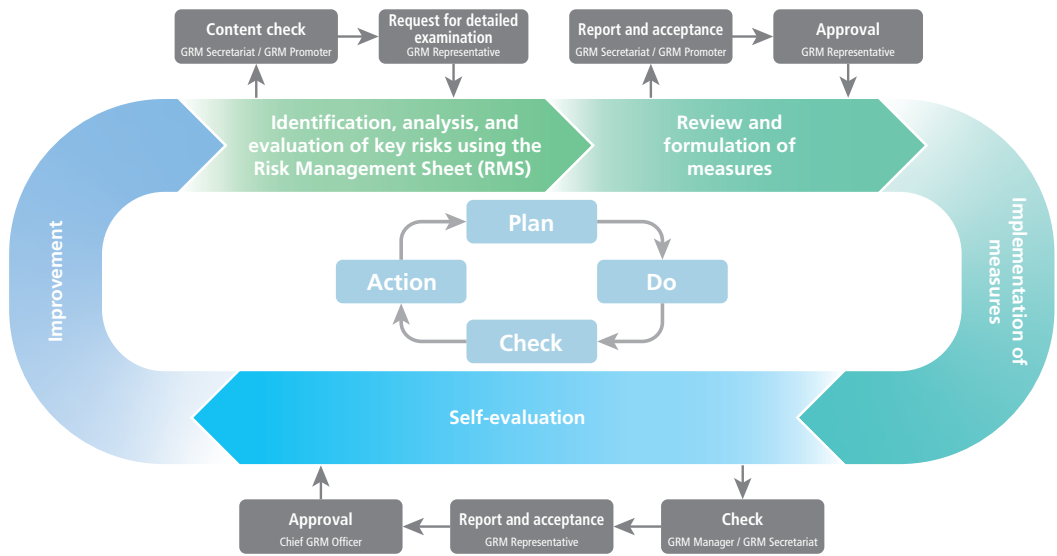 Content check
GRM Secretariat / GRM Promoter
Request for detailed
examination
GRM Representative
Report and acceptance
GRM Secretariat / GRM Promoter
Approval
GRM Representative
Identification, analysis, and
evaluation of key risks using the
Risk Management Sheet (RMS)
Review and
formulation of
measures
Implementation of
measures
Improvement
Plan
Action
Do
Check
Self-evaluation
Approval
Chief GRM Officer
Report and acceptance
GRM Representative
Check
GRM Manager / GRM Secretariat